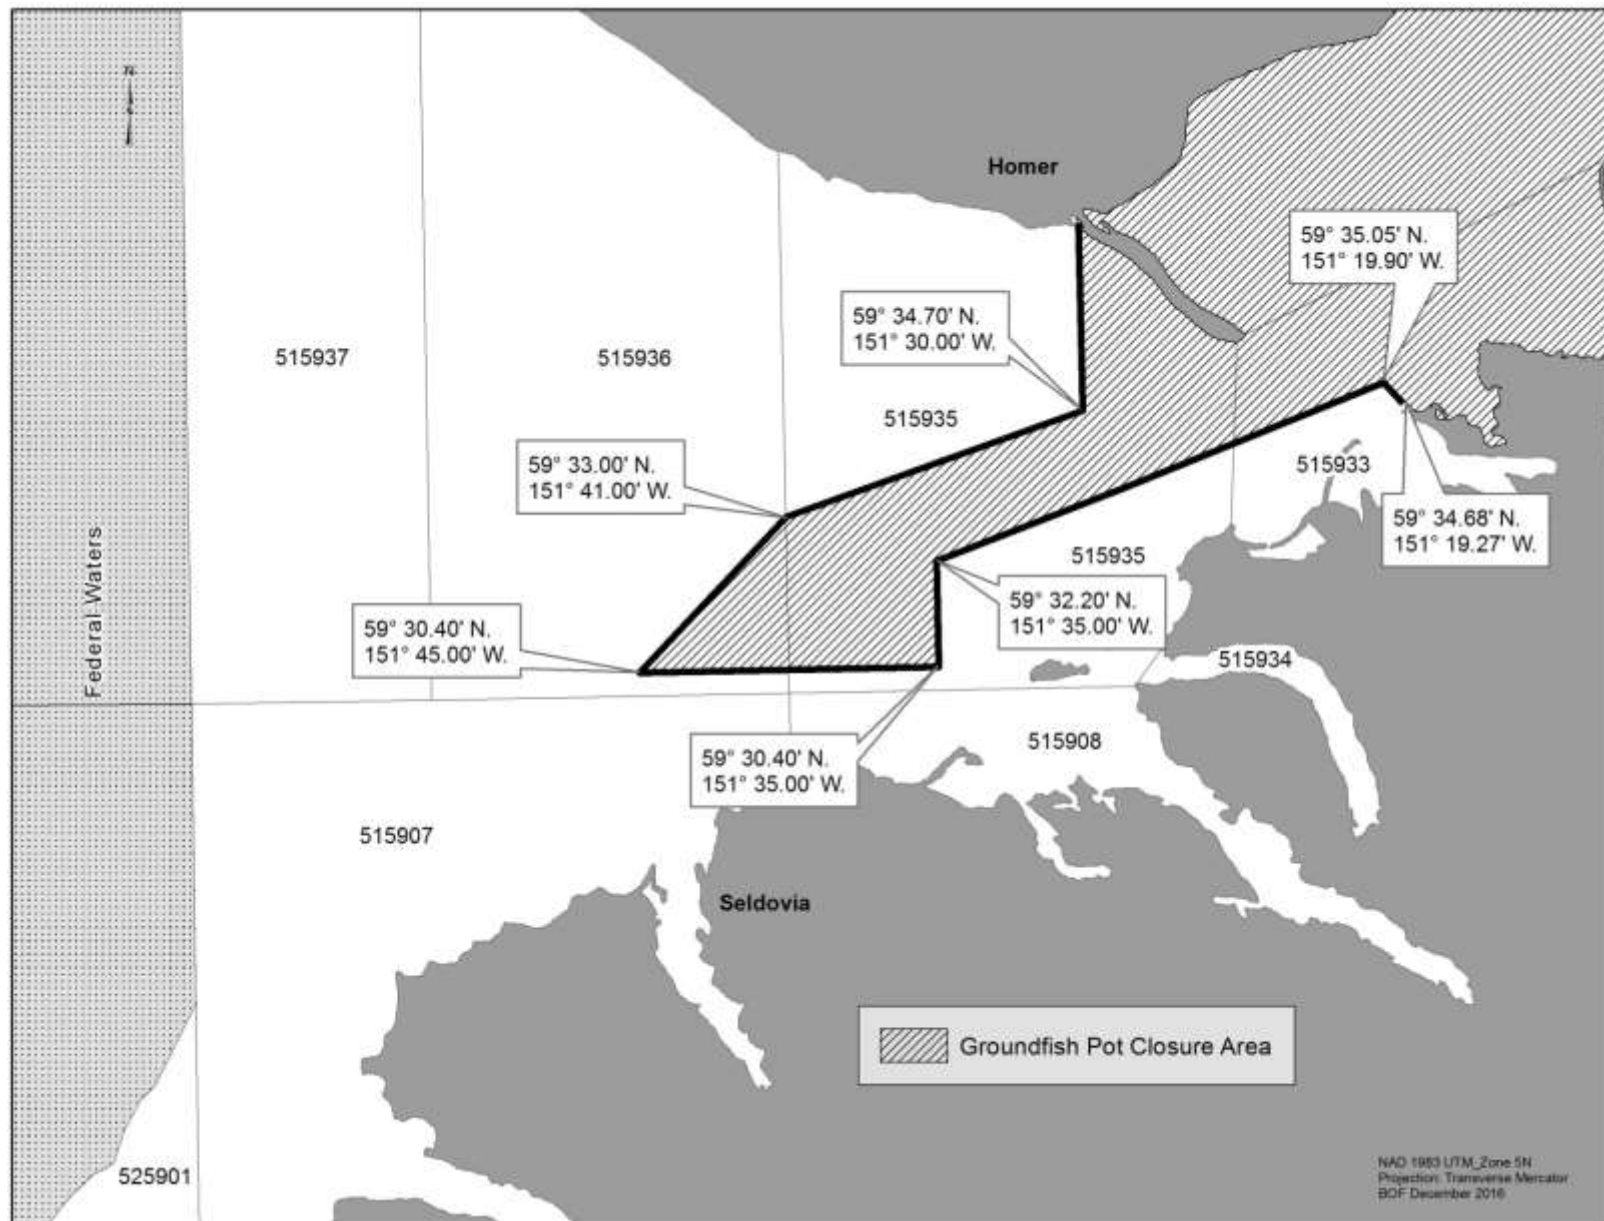 N
Homer
59° 35.05' N.
151° 19.90' W.
59° 34.70' N.
151° 30.00' W.
515937
515936
515935
59° 33.00' N.
151° 41.00' W.
515933
59° 34.68' N.
151° 19.27' W.
515935
59° 32.20' N.
151° 35.00' W.
59° 30.40' N.
151° 45.00' W.
Federal Waters
515934
515908
59° 30.40' N.
151° 35.00' W.
515907
Seldovia
Groundfish Pot Closure Area
525901
NAD 1983 UTM_Zone 5N
Projection: Transverse Mercator
BOF December 2016